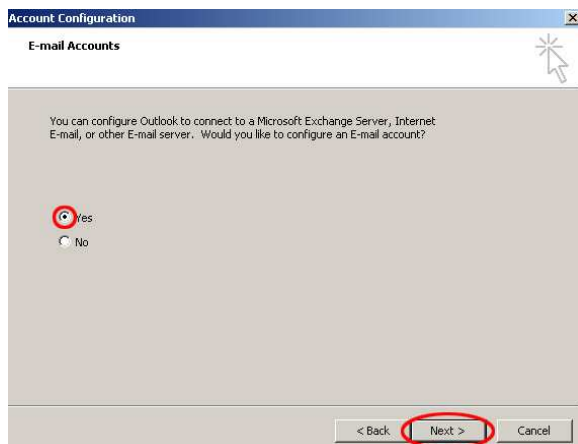 Account Configuration
E-mail Accounts
You can configure Outlook to connect to a Microsoft Exchange Server, Internet
E-mail, or other E-mail server. Would you like to configure an E-mail account?
Yes
No
< Back Next > Cancel